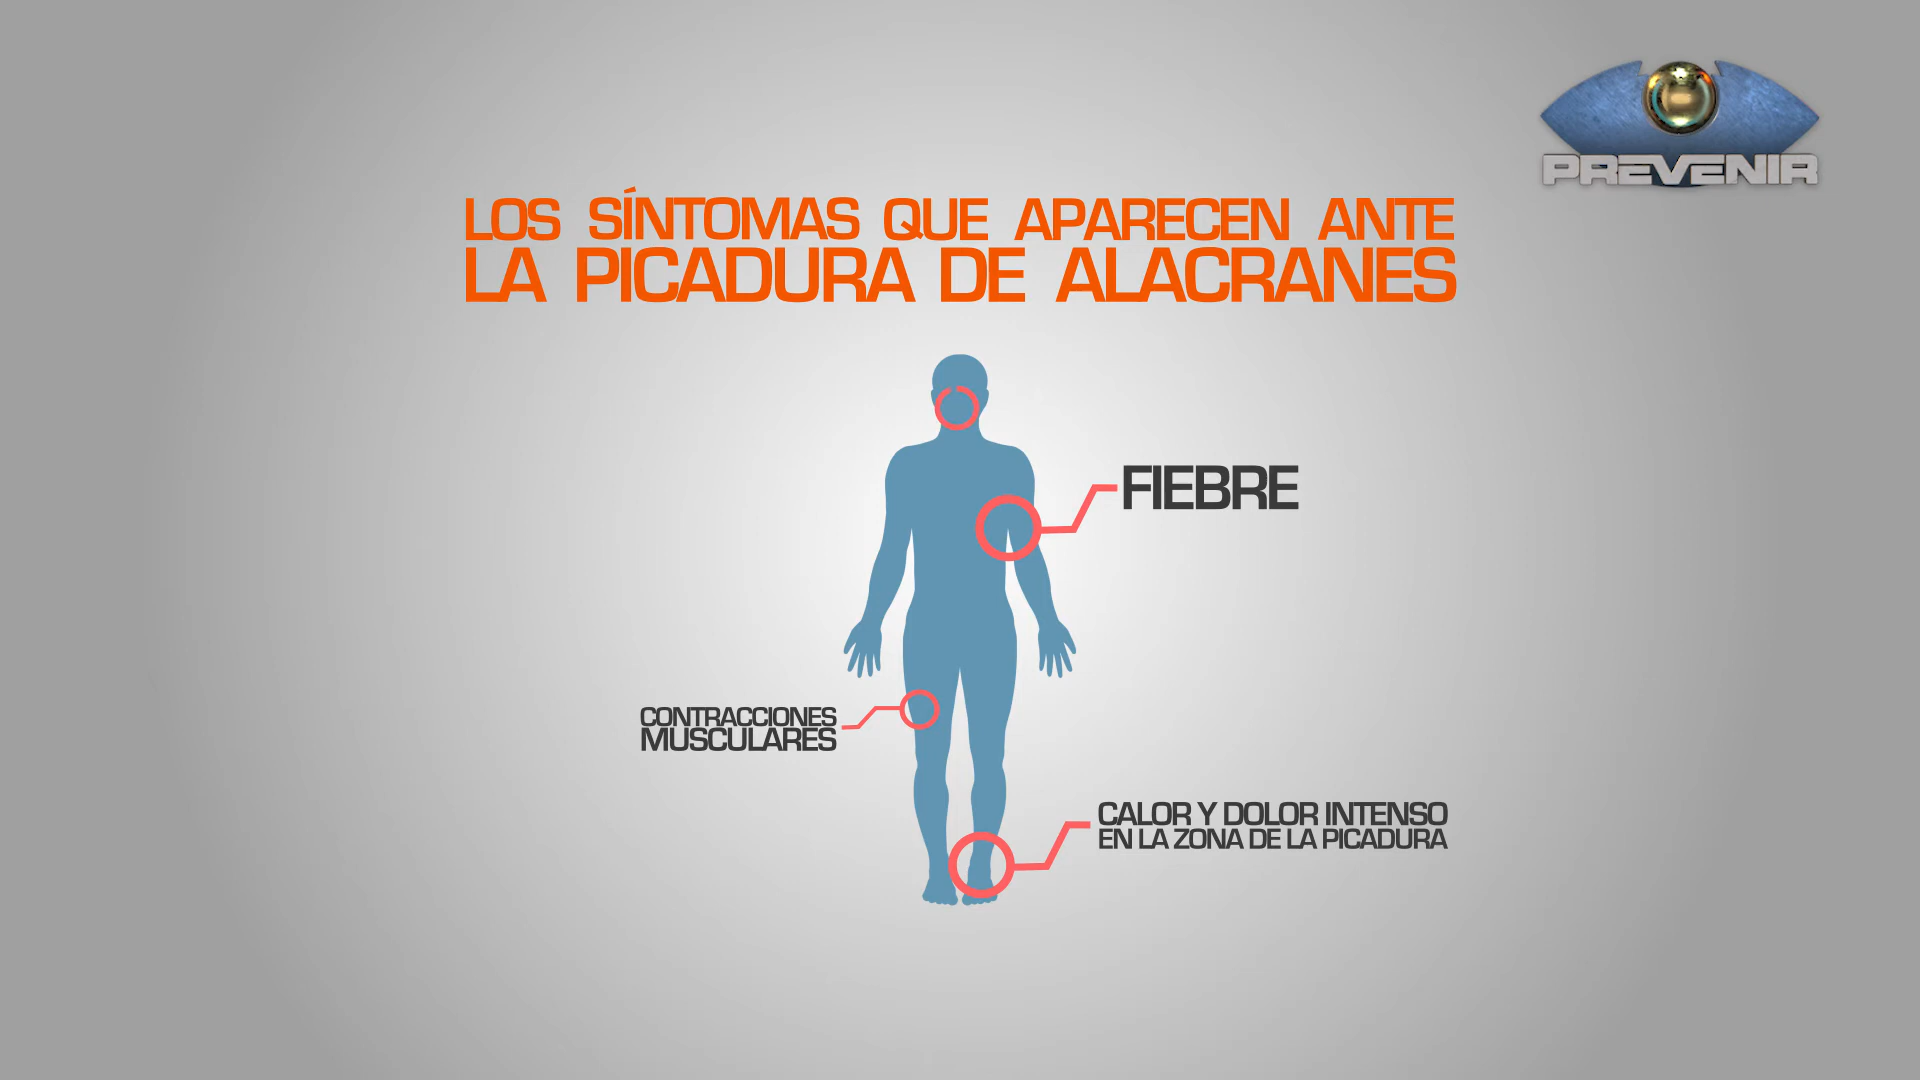 PREVENIR
LOS SÍNTOMAS QUE APARECEN ANTE
LA PICADURA DE ALACRANES
FIEBRE
CONTRACCIONES
MUSCULARES
CALOR Y DOLOR INTENSO
EN LA ZONA DE LA PICADURA